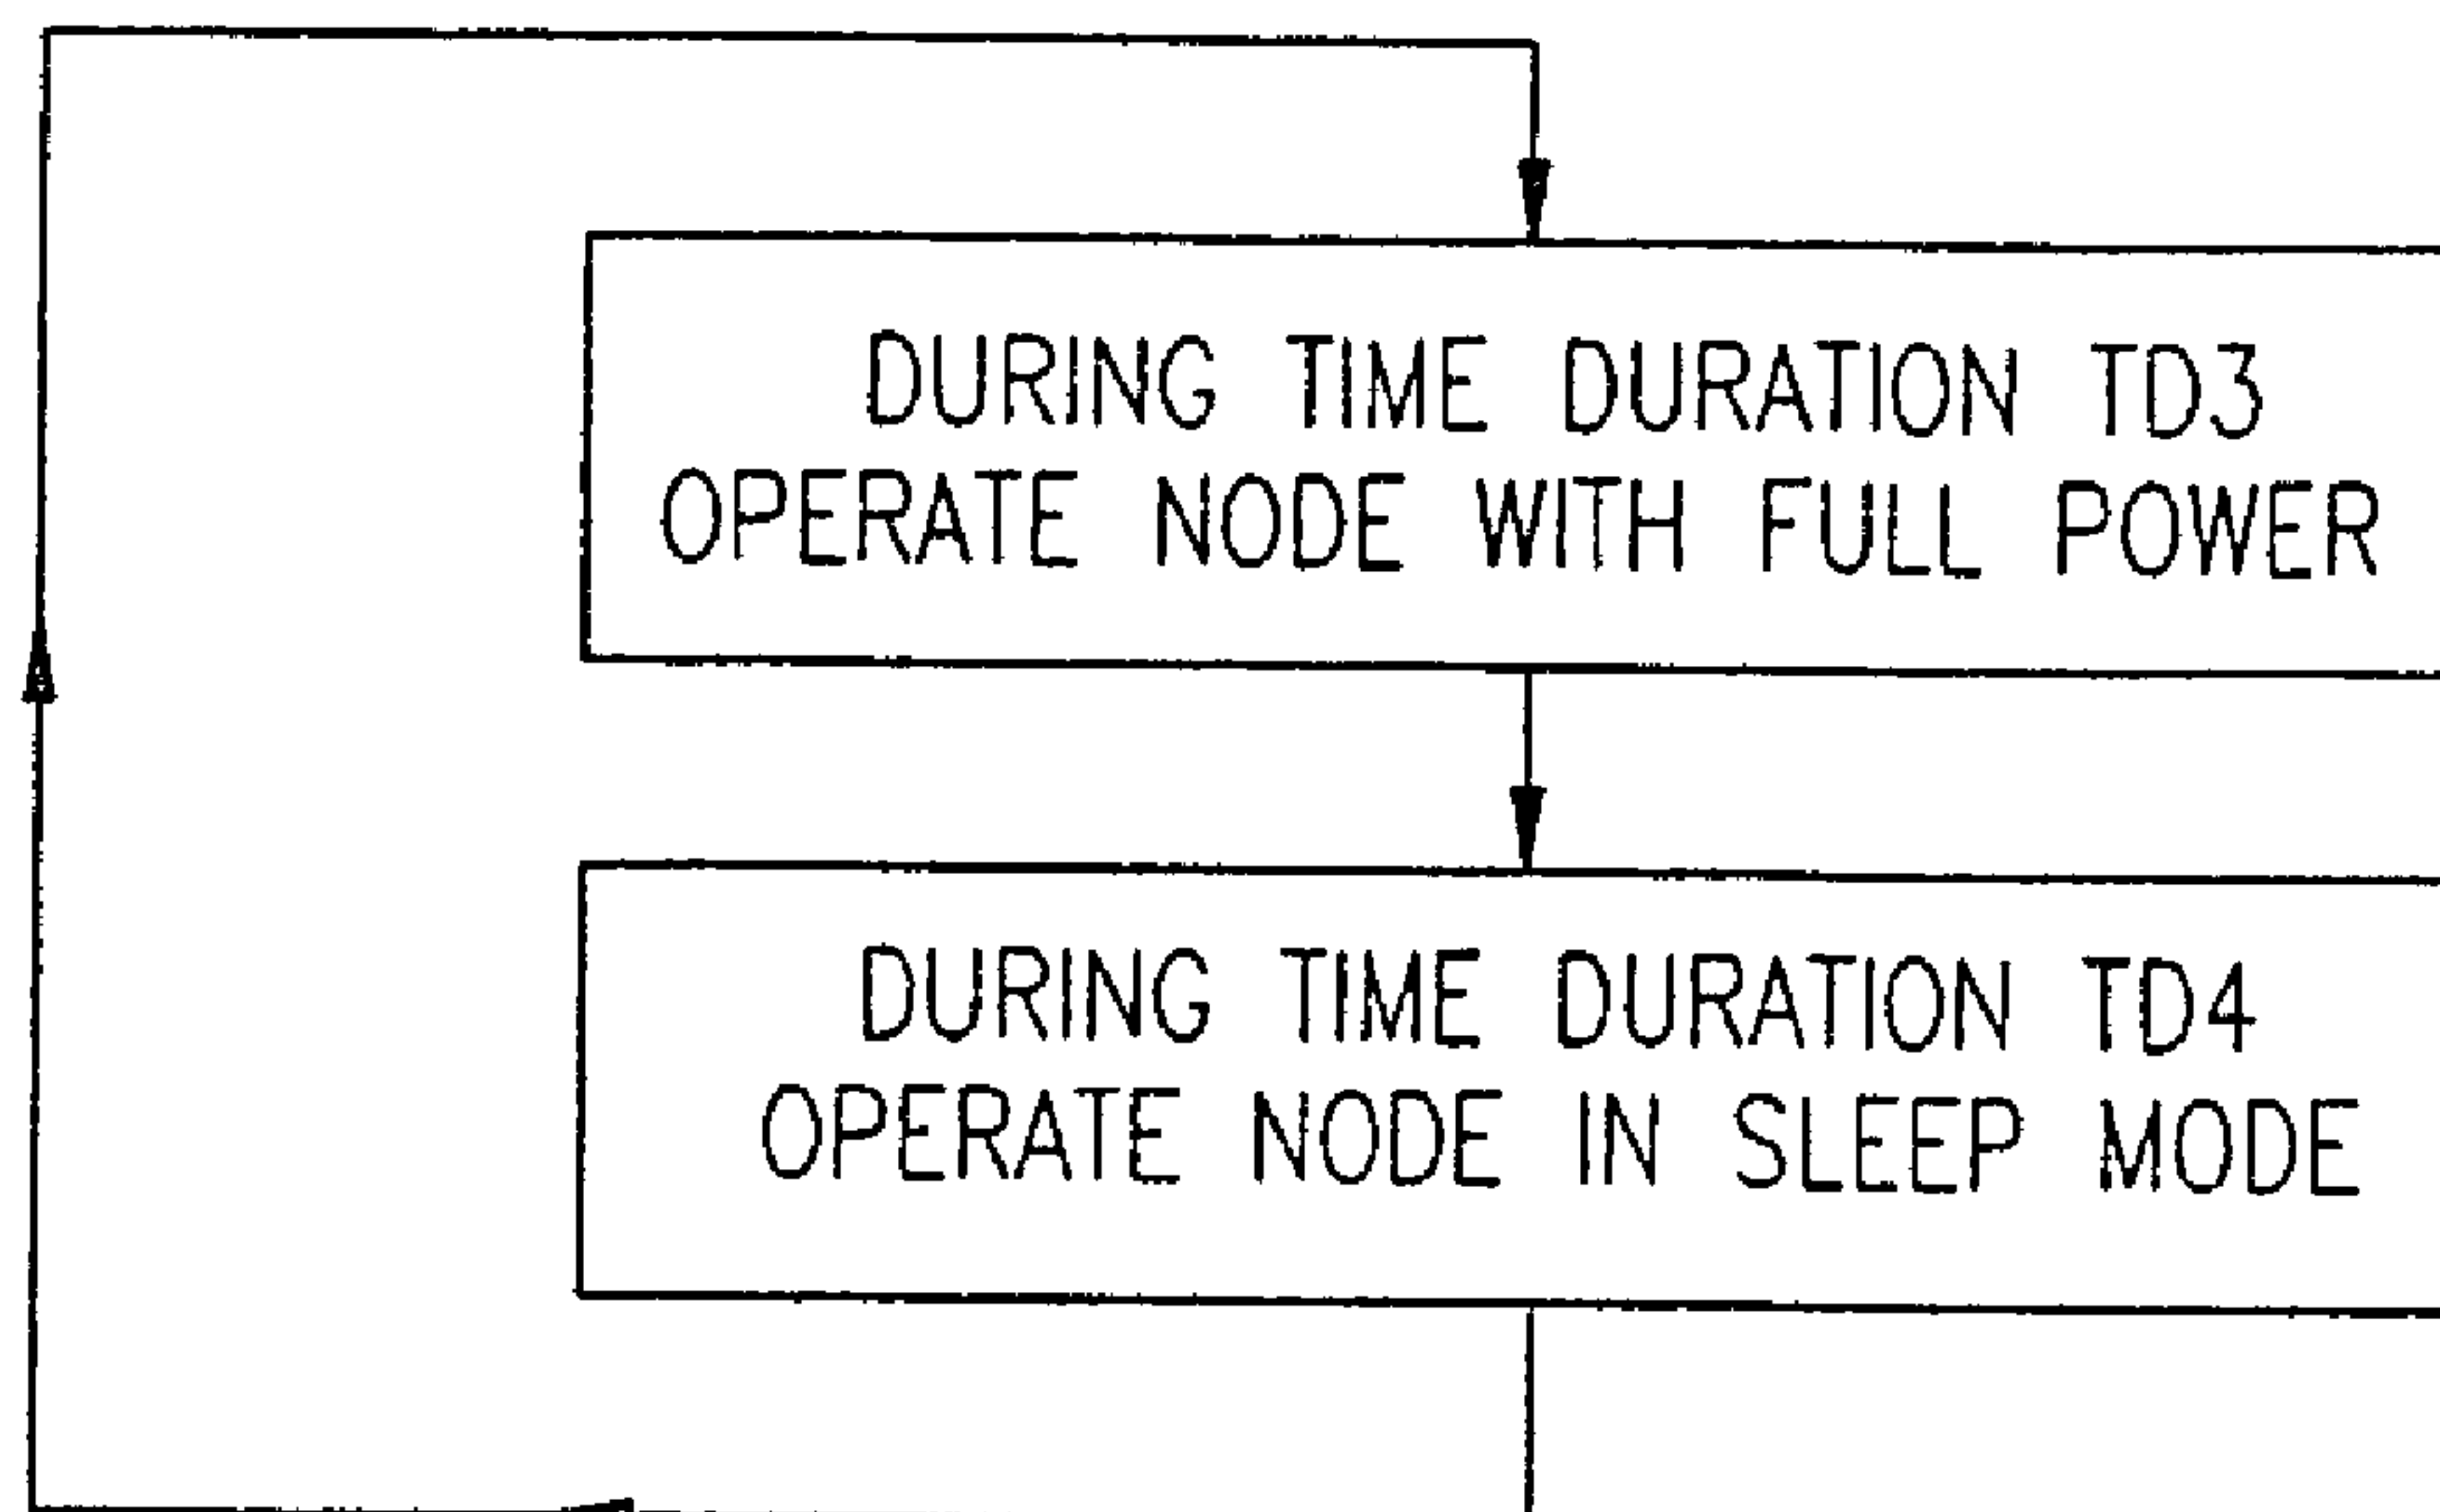 DURING TIME DURATION TD3
OPERATE NODE WITH FULL POWER
DURING TIME DURATION TD4
OPERATE NODE IN SLEEP MODE